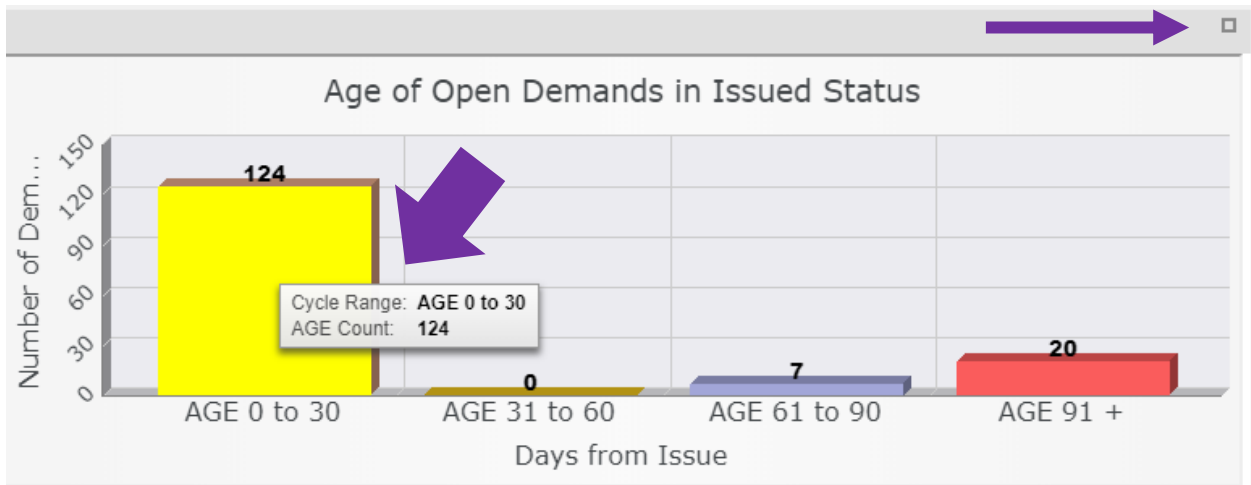 Age of Open Demands in Issued Status
Number of Dem...
150
120
90
60
30
0
124
0
7
20
Cycle Range: AGE 0 to 30
AGE Count: 124
AGE 0 to 30
AGE 31 to 60
AGE 61 to 90
AGE 91 +
Days from Issue